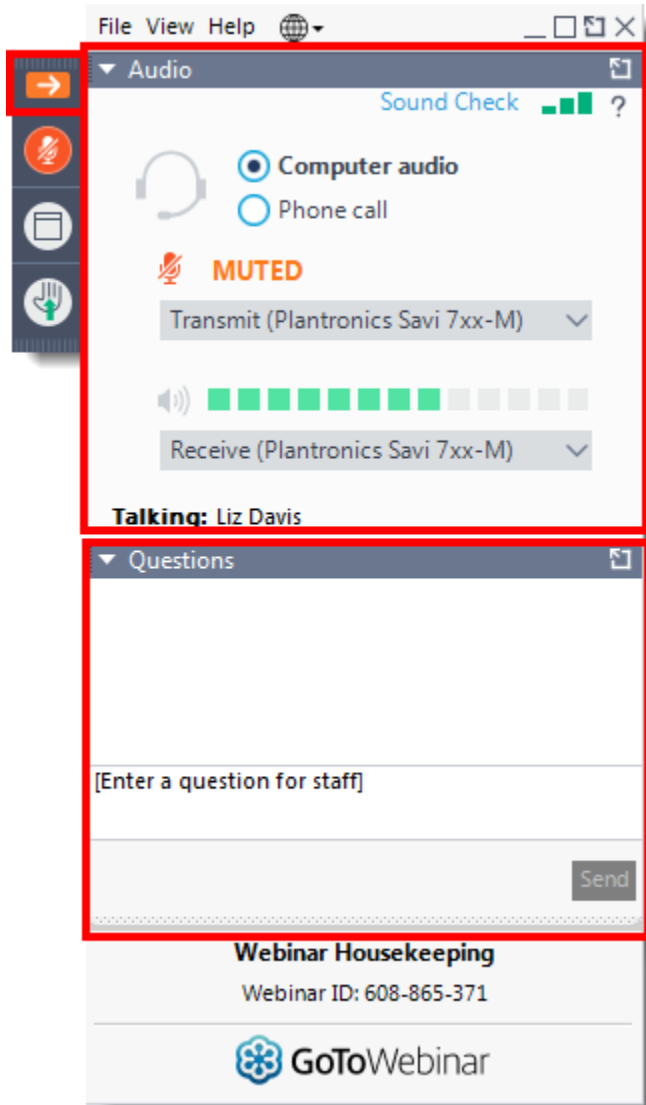 File View Help
Audio
Sound Check ?
Computer audio
Phone call
MUTED
Transmit (Plantronics Savi 7xx-M)
Receive (Plantronics Savi 7xx-M)
Talking: Liz Davis
Questions
[Enter a question for staff]
Send
Webinar Housekeeping
Webinar ID: 608-865-371
GoToWebinar